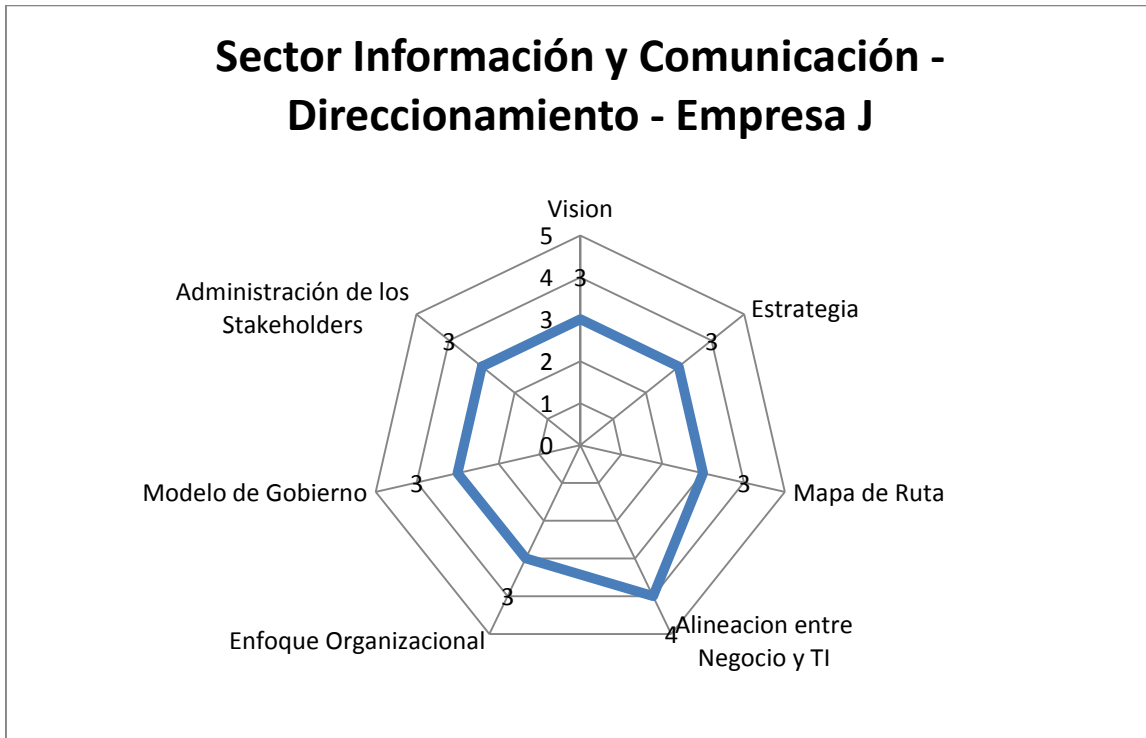 Sector Información y Comunicación -
Direccionamiento - Empresa J
Vision
5
4
3
3
2
1
0
Estrategia
3
Mapa de Ruta
3
Alineacion entre
Negocio y TI
4
Enfoque Organizacional
3
Modelo de Gobierno
3
Administración de los
Stakeholders
3